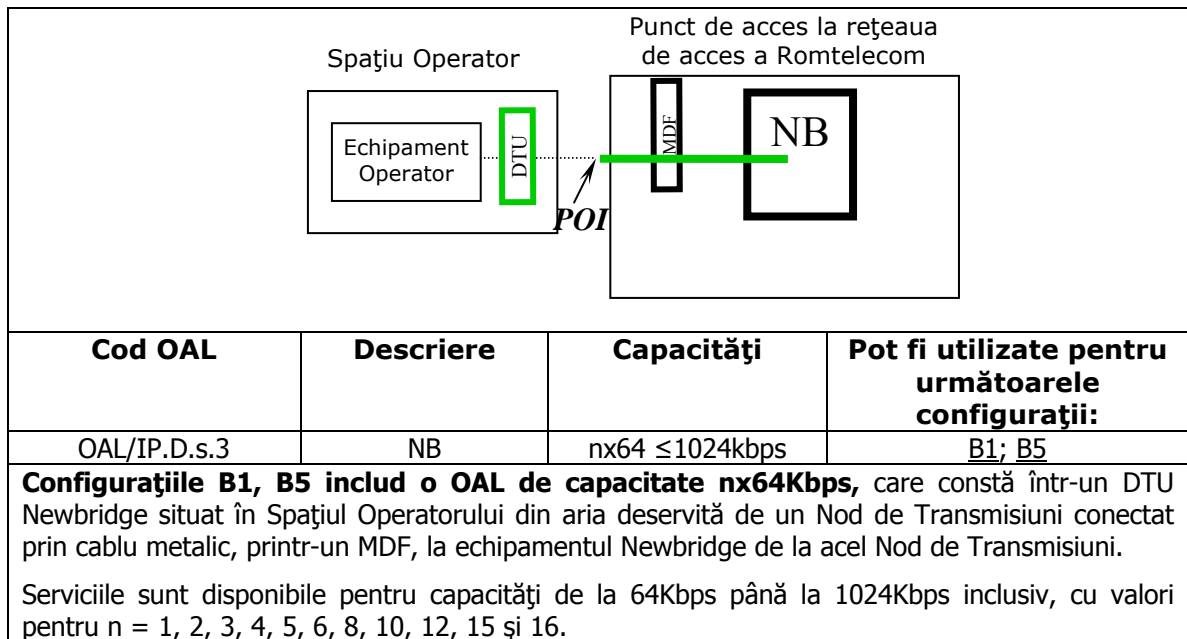 Punct de acces la reţeaua
de acces a Romtelecom
Spaţiu Operator
Echipament
Operator
DTU
POI
MDF
NB
Cod OAL
Descriere
Capacităţi
Pot fi utilizate pentru
următoarele
configuraţii:
OAL/IP.D.s.3
NB
nx64 ≤1024kbps
B1; B5
Configuraţiile B1, B5 includ o OAL de capacitate nx64Kbps, care constă într-un DTU
Newbridge situat în Spaţiul Operatorului din aria deservită de un Nod de Transmisiuni conectat
prin cablu metalic, printr-un MDF, la echipamentul Newbridge de la acel Nod de Transmisiuni.
Serviciile sunt disponibile pentru capacităţi de la 64Kbps până la 1024Kbps inclusiv, cu valori
pentru n = 1, 2, 3, 4, 5, 6, 8, 10, 12, 15 şi 16.